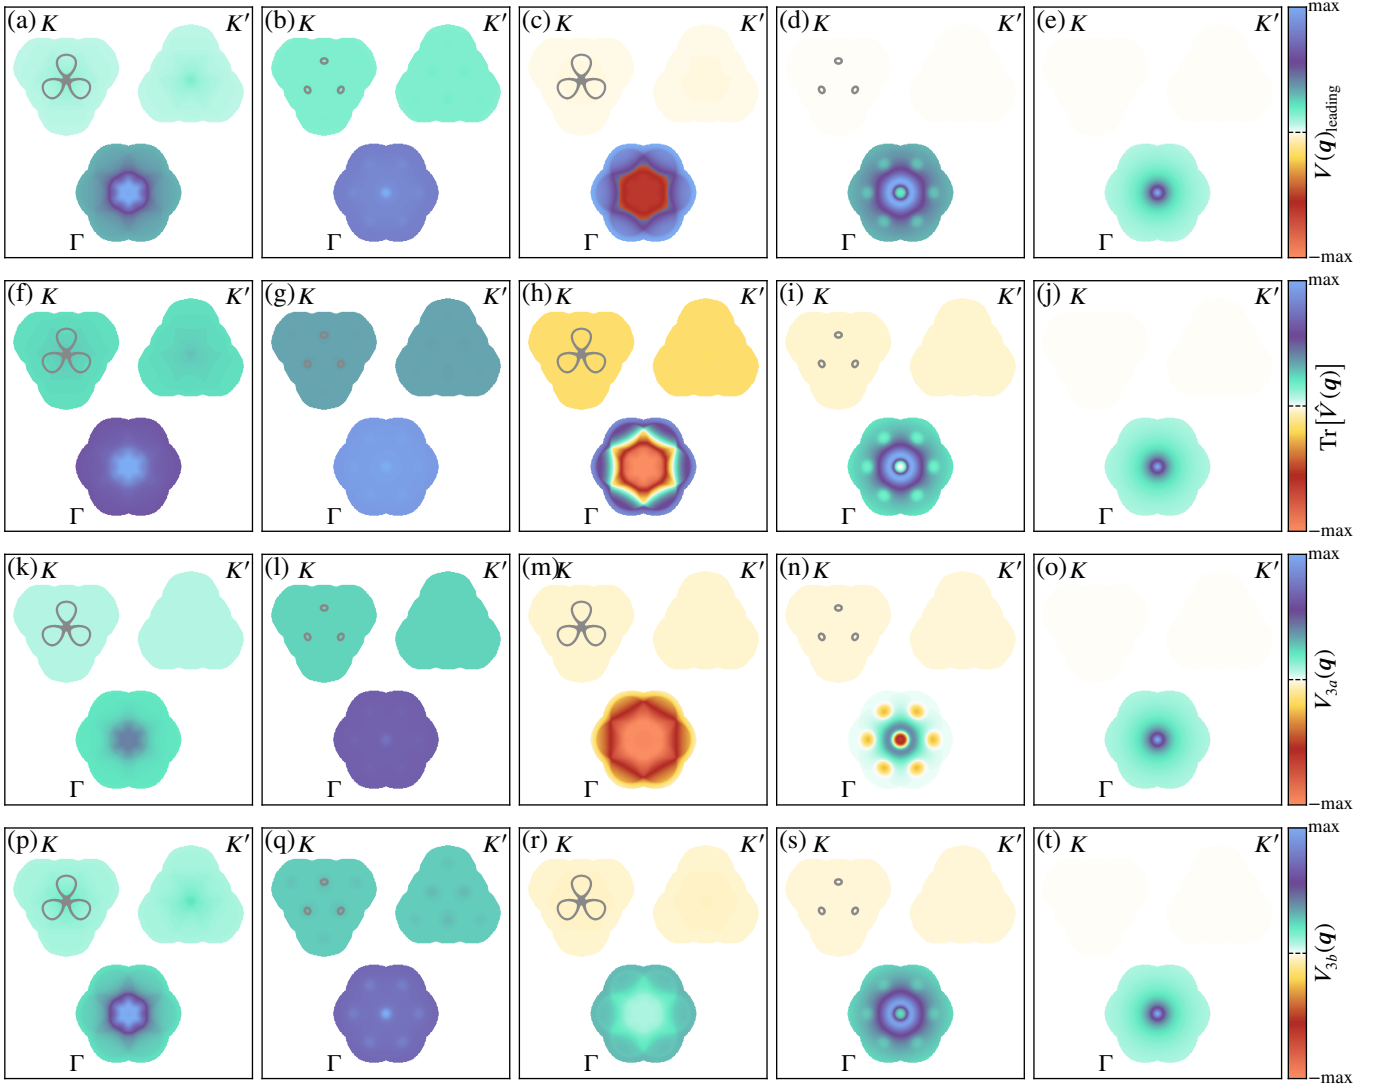 (a) K K′ (b) K K′ (c) K K′ (d) K K′ (e) K K′ max
Γ Γ Γ Γ Γ −max
V(q)leading
(f) K K′ (g) K K′ (h) K K′ (i) K K′ (j) K K′ max
Γ Γ Γ Γ Γ −max
Tr[V̂(q)]
(k) K K′ (l) K K′ (m) K K′ (n) K K′ (o) K K′ max
Γ Γ Γ Γ Γ −max
V3a(q)
(p) K K′ (q) K K′ (r) K K′ (s) K K′ (t) K K′ max
Γ Γ Γ Γ Γ −max
V3b(q)